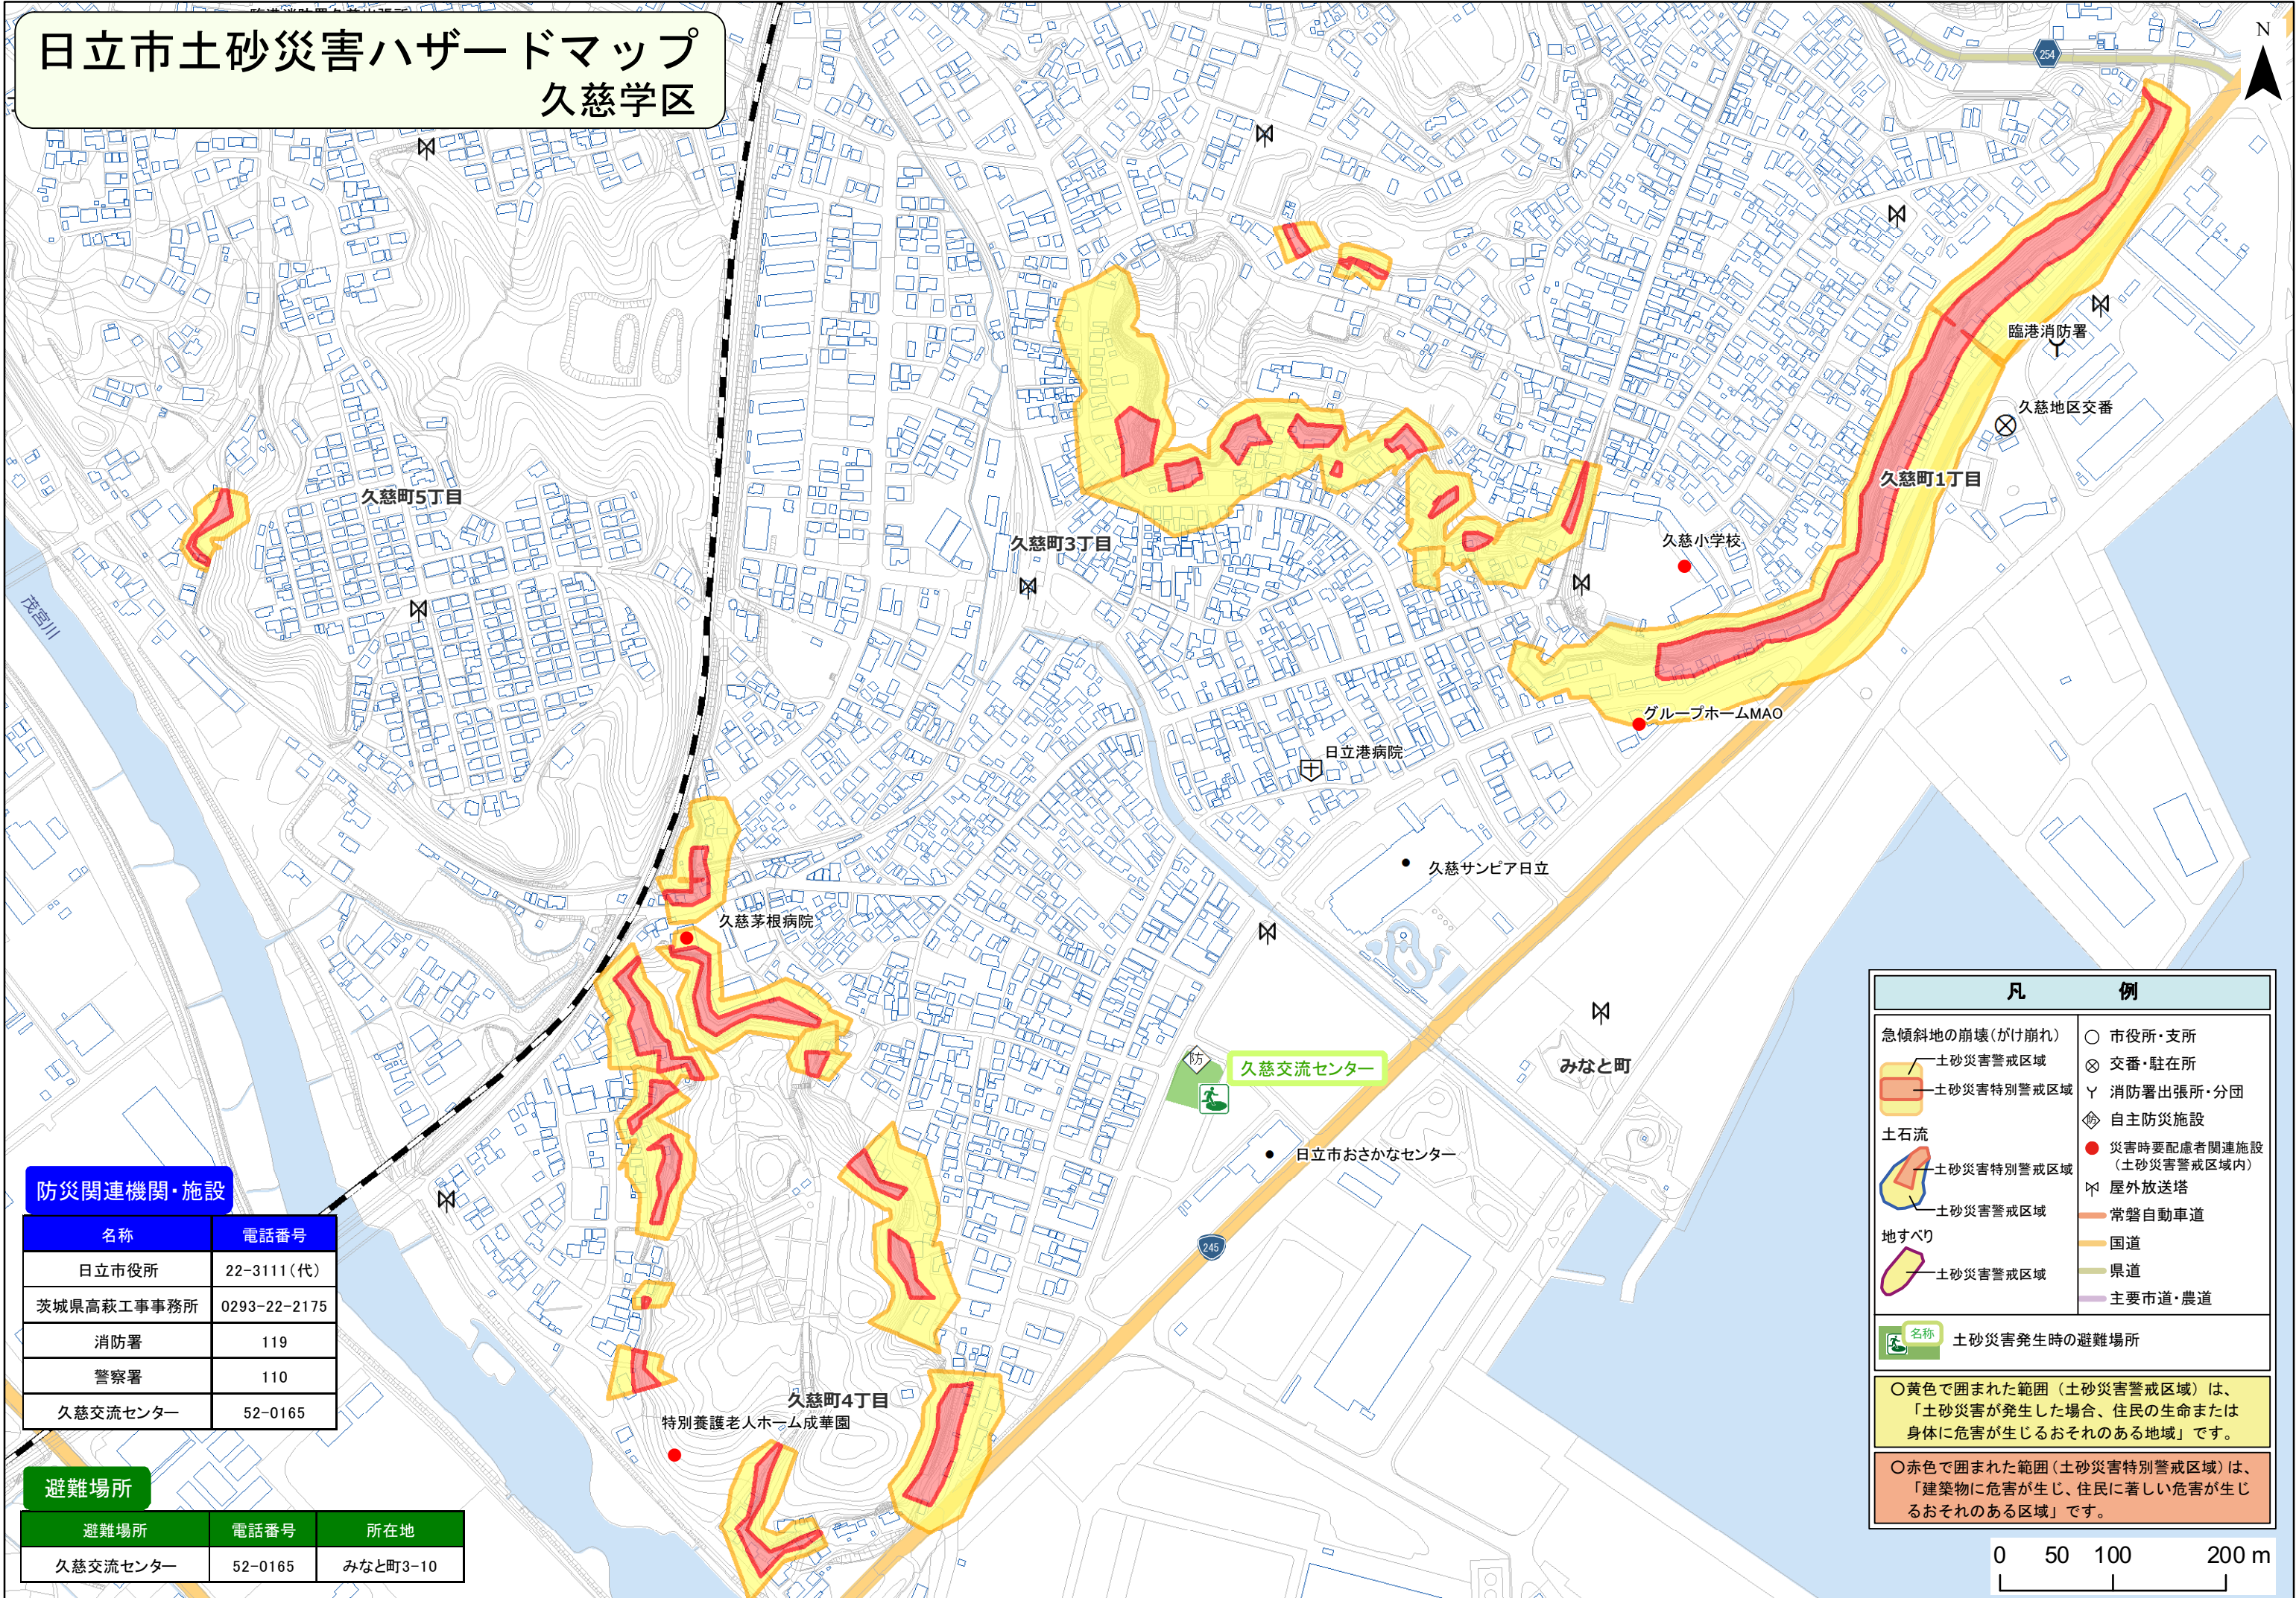 日立市土砂災害ハザードマップ
久慈学区
N
254
臨港消防署
久慈地区交番
久慈町1丁目
久慈町5丁目
久慈町3丁目
久慈小学校
茂宮川
グループホームMAO
日立港病院
久慈サンピア日立
久慈茅根病院
みなと町
防
久慈交流センター
日立市おさかなセンター
245
久慈町4丁目
特別養護老人ホーム成華園
防災関連機関・施設
名称 電話番号
日立市役所 22-3111(代)
茨城県高萩工事事務所 0293-22-2175
消防署 119
警察署 110
久慈交流センター 52-0165
避難場所
避難場所 電話番号 所在地
久慈交流センター 52-0165 みなと町3-10
凡 例
急傾斜地の崩壊(がけ崩れ)
土砂災害警戒区域
土砂災害特別警戒区域
土石流
土砂災害特別警戒区域
土砂災害警戒区域
地すべり
土砂災害警戒区域
市役所・支所
交番・駐在所
消防署出張所・分団
防 自主防災施設
災害時要配慮者関連施設
(土砂災害警戒区域内)
屋外放送塔
常磐自動車道
国道
県道
主要市道・農道
名称 土砂災害発生時の避難場所
○黄色で囲まれた範囲(土砂災害警戒区域)は、
「土砂災害が発生した場合、住民の生命または
身体に危害が生じるおそれのある地域」です。
○赤色で囲まれた範囲(土砂災害特別警戒区域)は、
「建築物に危害が生じ、住民に著しい危害が生じ
るおそれのある区域」です。
0 50 100 200 m